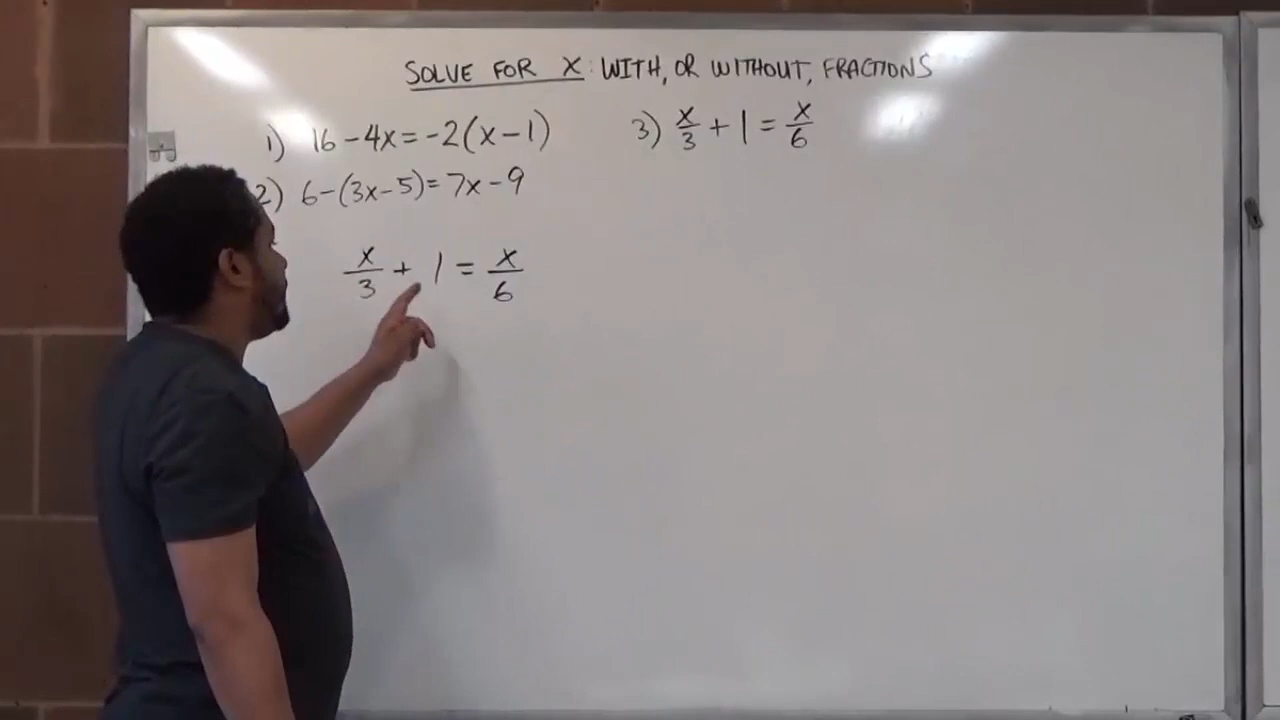 SOLVE FOR X: WITH, OR WITHOUT, FRACTIONS
1) 16 - 4x = -2(x - 1)
2) 6 - (3x - 5) = 7x - 9
3) x/3 + 1 = x/6
x/3 + 1 = x/6